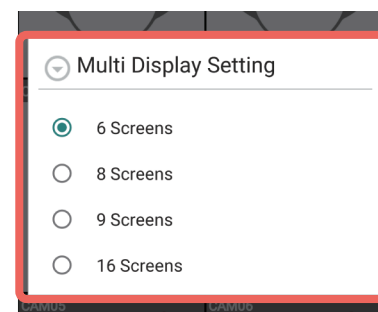 Multi Display Setting
6 Screens
8 Screens
9 Screens
16 Screens
CAM05 CAM06